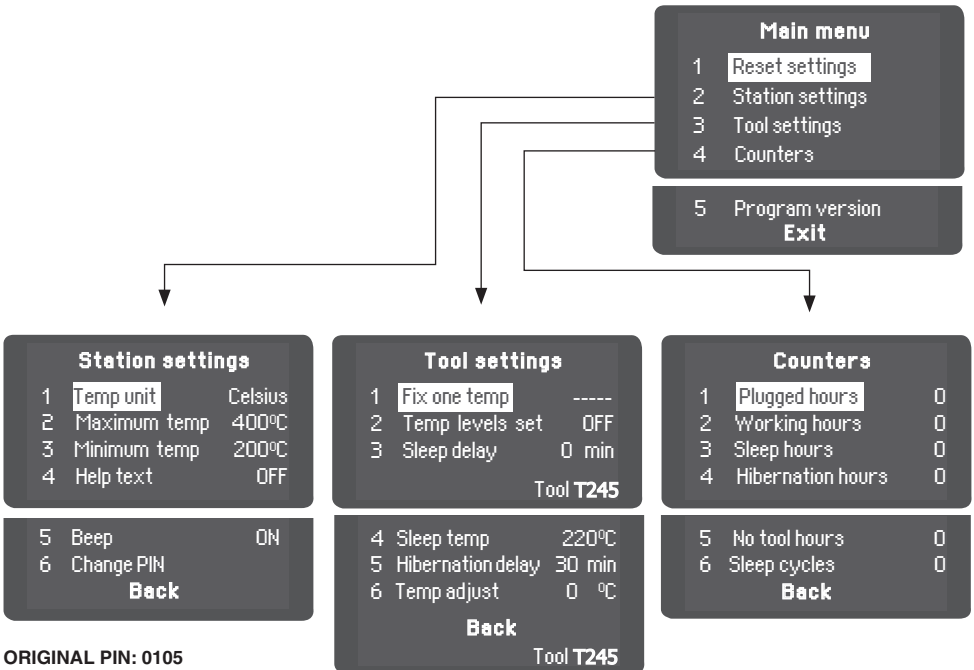 Main menu
1 Reset settings
2 Station settings
3 Tool settings
4 Counters
5 Program version
Exit
Station settings
1 Temp unit Celsius
2 Maximum temp 400ºC
3 Minimum temp 200ºC
4 Help text OFF
5 Beep ON
6 Change PIN
Back
Tool settings
1 Fix one temp -----
2 Temp levels set OFF
3 Sleep delay 0 min
Tool T245
4 Sleep temp 220ºC
5 Hibernation delay 30 min
6 Temp adjust 0 ºC
Back
Tool T245
Counters
1 Plugged hours 0
2 Working hours 0
3 Sleep hours 0
4 Hibernation hours 0
5 No tool hours 0
6 Sleep cycles 0
Back
ORIGINAL PIN: 0105